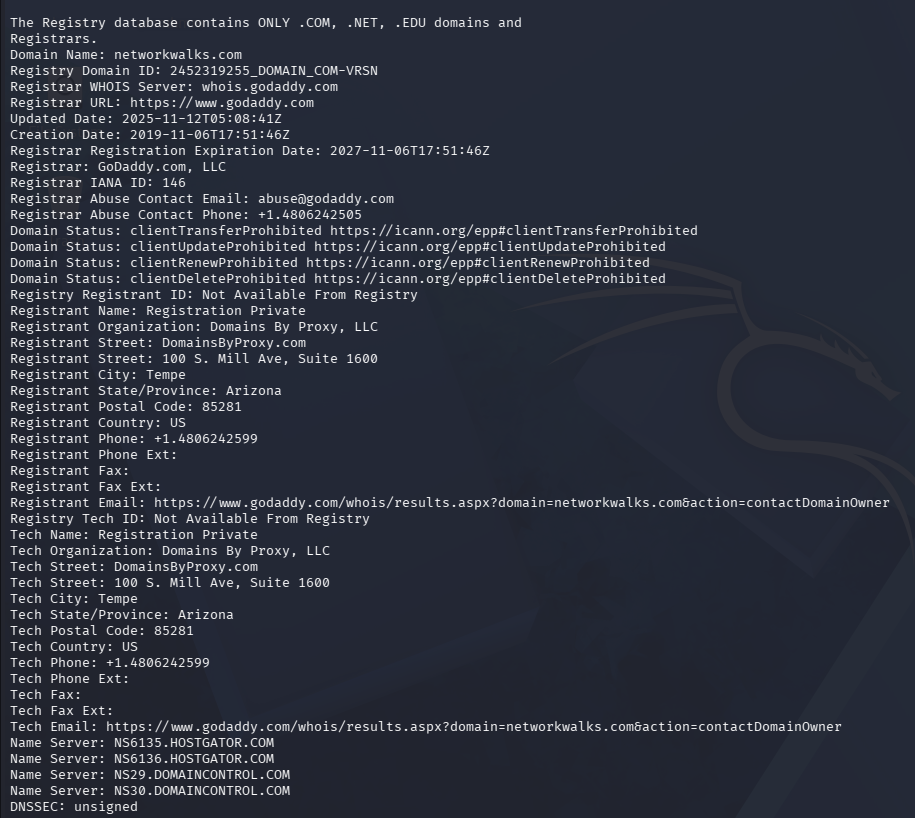 The Registry database contains ONLY .COM, .NET, .EDU domains and
Registrars.
Domain Name: networkwalks.com
Registry Domain ID: 2452319255_DOMAIN_COM-VRSN
Registrar WHOIS Server: whois.godaddy.com
Registrar URL: https://www.godaddy.com
Updated Date: 2025-11-12T05:08:41Z
Creation Date: 2019-11-06T17:51:46Z
Registrar Registration Expiration Date: 2027-11-06T17:51:46Z
Registrar: GoDaddy.com, LLC
Registrar IANA ID: 146
Registrar Abuse Contact Email: abuse@godaddy.com
Registrar Abuse Contact Phone: +1.4806242505
Domain Status: clientTransferProhibited https://icann.org/epp#clientTransferProhibited
Domain Status: clientUpdateProhibited https://icann.org/epp#clientUpdateProhibited
Domain Status: clientRenewProhibited https://icann.org/epp#clientRenewProhibited
Domain Status: clientDeleteProhibited https://icann.org/epp#clientDeleteProhibited
Registry Registrant ID: Not Available From Registry
Registrant Name: Registration Private
Registrant Organization: Domains By Proxy, LLC
Registrant Street: DomainsByProxy.com
Registrant Street: 100 S. Mill Ave, Suite 1600
Registrant City: Tempe
Registrant State/Province: Arizona
Registrant Postal Code: 85281
Registrant Country: US
Registrant Phone: +1.4806242599
Registrant Phone Ext:
Registrant Fax:
Registrant Fax Ext:
Registrant Email: https://www.godaddy.com/whois/results.aspx?domain=networkwalks.com&action=contactDomainOwner
Registry Tech ID: Not Available From Registry
Tech Name: Registration Private
Tech Organization: Domains By Proxy, LLC
Tech Street: DomainsByProxy.com
Tech Street: 100 S. Mill Ave, Suite 1600
Tech City: Tempe
Tech State/Province: Arizona
Tech Postal Code: 85281
Tech Country: US
Tech Phone: +1.4806242599
Tech Phone Ext:
Tech Fax:
Tech Fax Ext:
Tech Email: https://www.godaddy.com/whois/results.aspx?domain=networkwalks.com&action=contactDomainOwner
Name Server: NS6135.HOSTGATOR.COM
Name Server: NS6136.HOSTGATOR.COM
Name Server: NS29.DOMAINCONTROL.COM
Name Server: NS30.DOMAINCONTROL.COM
DNSSEC: unsigned